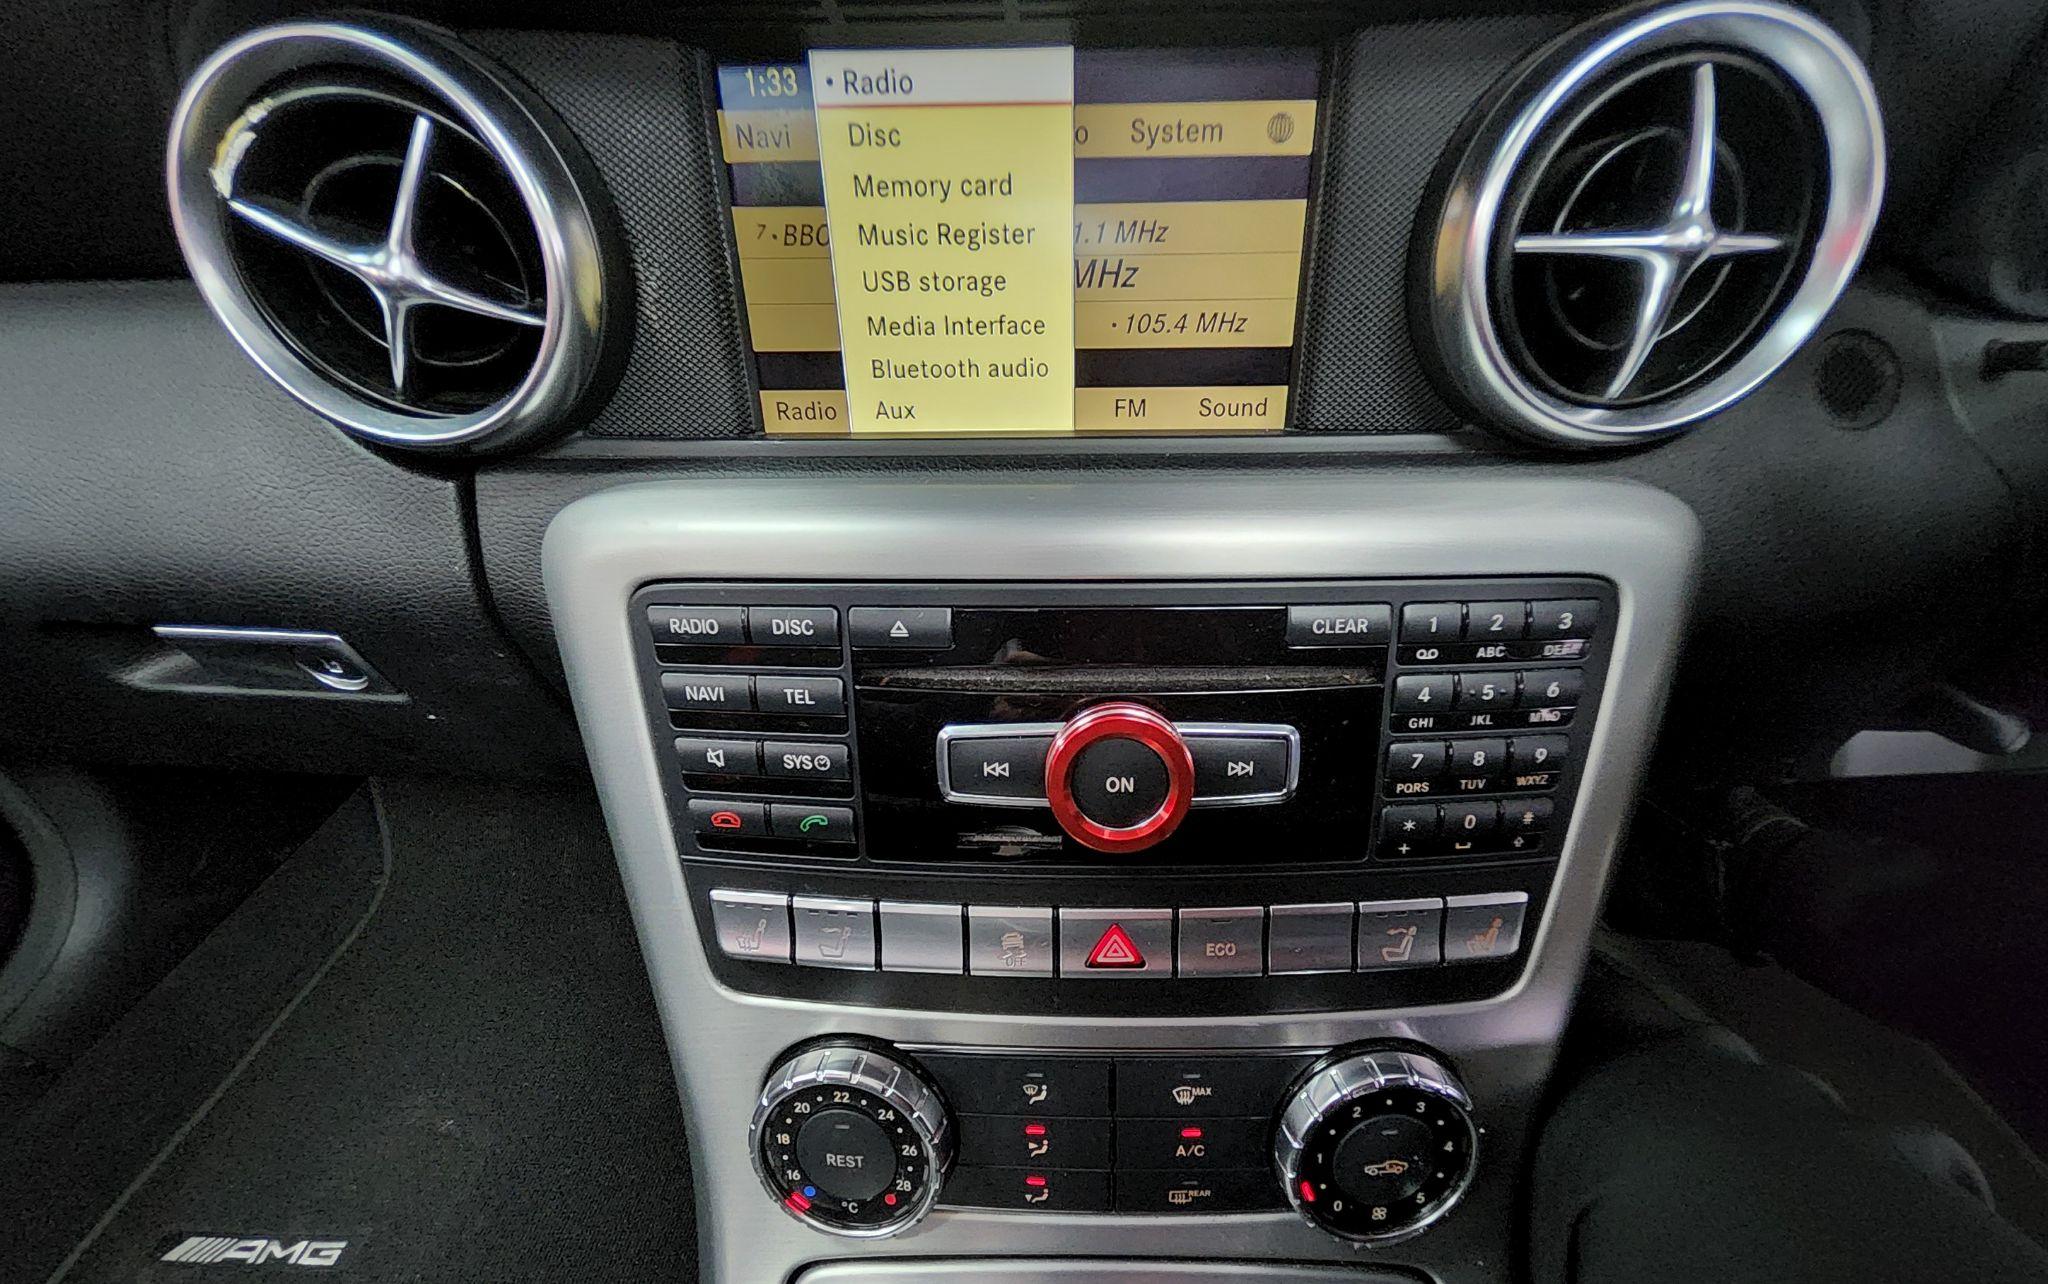 1:33
• Radio
Navi
Disc
o
System
Memory card
7 • BBC
Music Register
1.1 MHz
USB storage
MHz
Media Interface
• 105.4 MHz
Bluetooth audio
Radio
Aux
FM
Sound
RADIO
DISC
CLEAR
1
2
3
ABC
DEF
NAVI
TEL
4
5
6
GHI
JKL
MNO
SYS
7
8
9
PQRS
TUV
WXYZ
ON
*
0
#
+
OFF
ECO
20
22
24
18
26
16
28
REST
°C
MAX
A/C
REAR
2
3
1
4
0
5
AMG